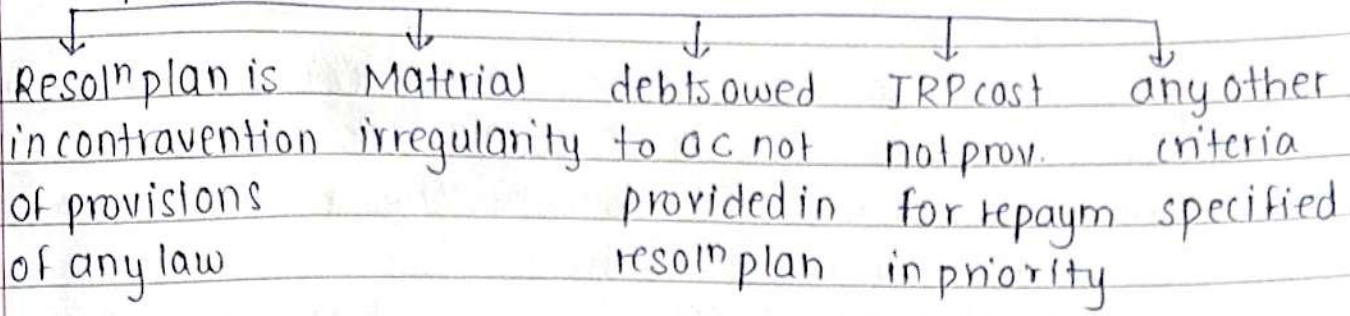 Resolⁿ plan is Material debts owed IRP cost any other
in contravention irregularity to oc not not prov. criteria
of provisions provided in for repaym specified
of any law resolⁿ plan in priority